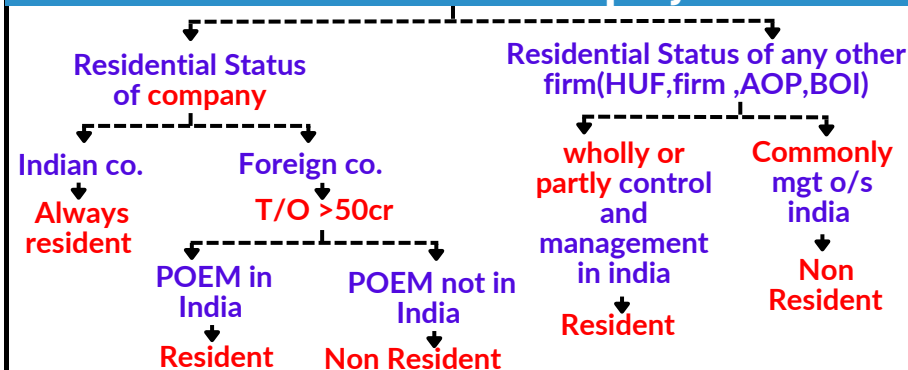 Residential Status
of company
Indian co.
Always
resident
Foreign co.
T/O >50cr
POEM in
India
Resident
POEM not in
India
Non Resident
Residential Status of any other
firm(HUF,firm ,AOP,BOI)
wholly or
partly control
and
management
in india
Resident
Commonly
mgt o/s
india
Non
Resident